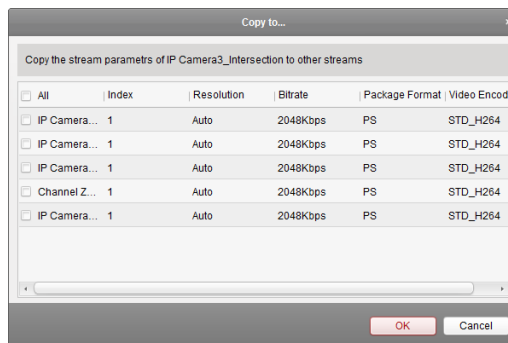 Copy to...
Copy the stream parametrs of IP Camera3_Intersection to other streams
All Index Resolution Bitrate Package Format Video Encod
IP Camera... 1 Auto 2048Kbps PS STD_H264
IP Camera... 1 Auto 2048Kbps PS STD_H264
IP Camera... 1 Auto 2048Kbps PS STD_H264
Channel Z... 1 Auto 2048Kbps PS STD_H264
IP Camera... 1 Auto 2048Kbps PS STD_H264
OK Cancel